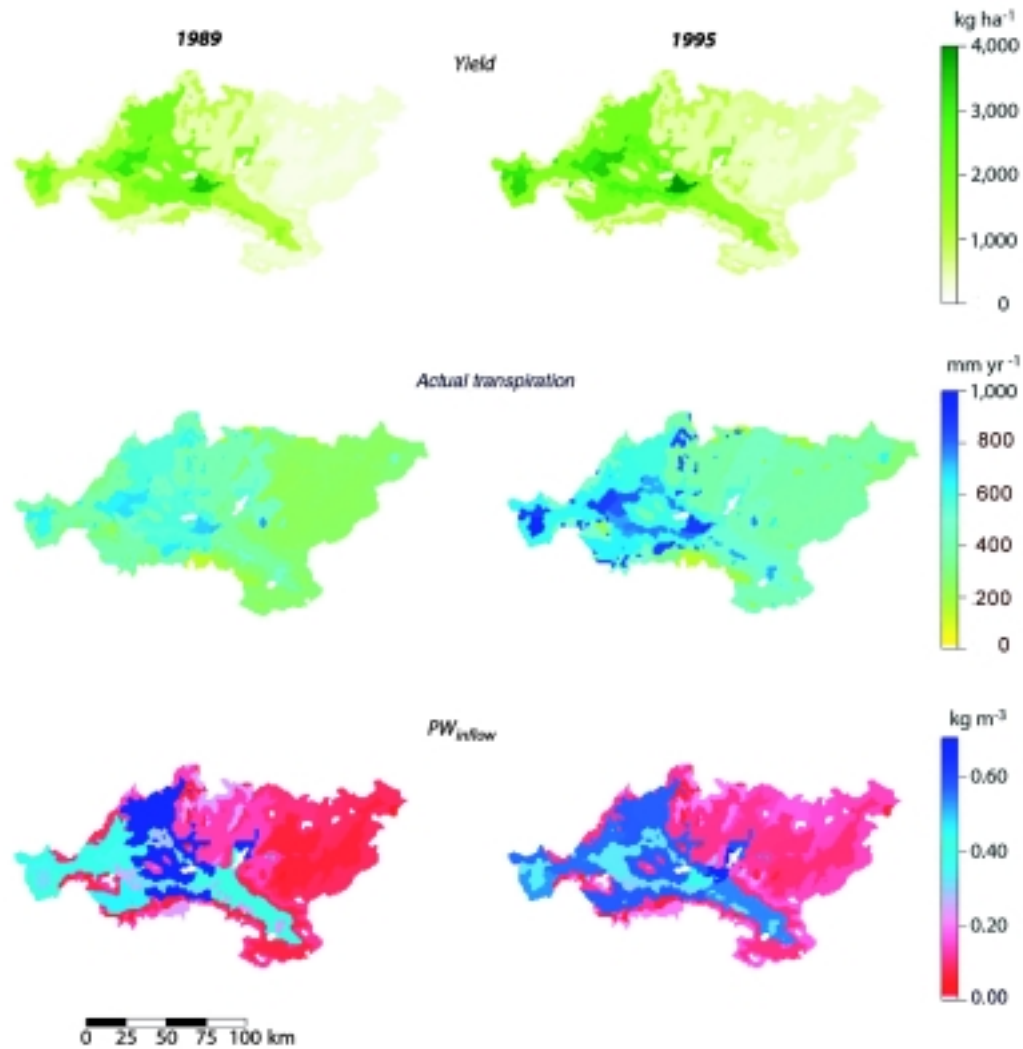 kg ha⁻¹
1989 1995
Yield
4,000
3,000
2,000
1,000
0
mm yr⁻¹
Actual transpiration
1,000
800
600
400
200
0
kg m⁻³
PW inflow
0.60
0.40
0.20
0.00
0 25 50 75 100 km